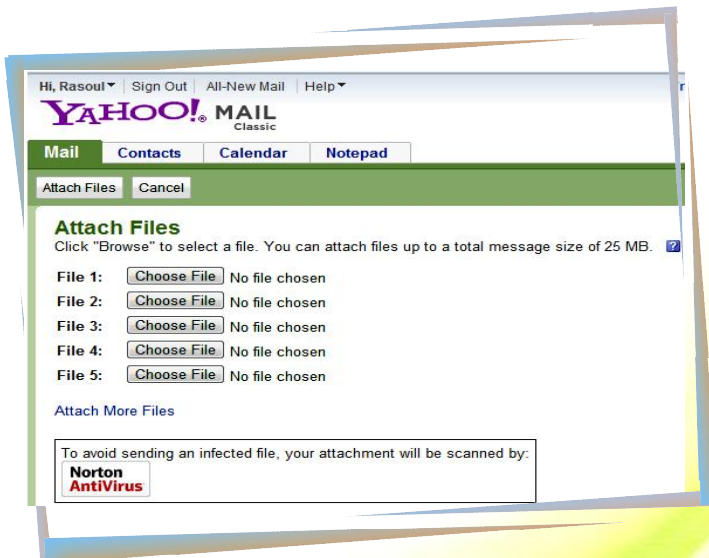 Hi, Rasoul Sign Out All-New Mail Help
YAHOO!® MAIL
Classic
Mail Contacts Calendar Notepad
Attach Files Cancel
Attach Files
Click "Browse" to select a file. You can attach files up to a total message size of 25 MB. ?
File 1: Choose File No file chosen
File 2: Choose File No file chosen
File 3: Choose File No file chosen
File 4: Choose File No file chosen
File 5: Choose File No file chosen
Attach More Files
To avoid sending an infected file, your attachment will be scanned by:
Norton
AntiVirus